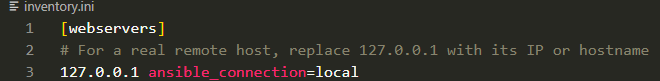 inventory.ini
1 [webservers]
2 # For a real remote host, replace 127.0.0.1 with its IP or hostname
3 127.0.0.1 ansible_connection=local